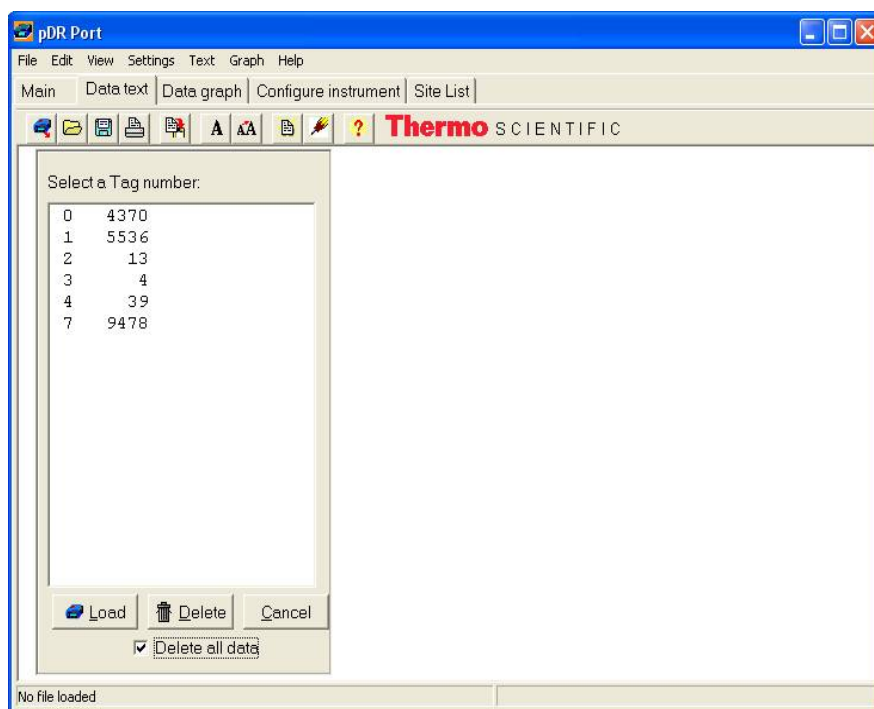 pDR Port
File Edit View Settings Text Graph Help
Main Data text Data graph Configure instrument Site List
A AA ? Thermo SCIENTIFIC
Select a Tag number:
0 4370
1 5536
2 13
3 4
4 39
7 9478
Load Delete Cancel
Delete all data
No file loaded